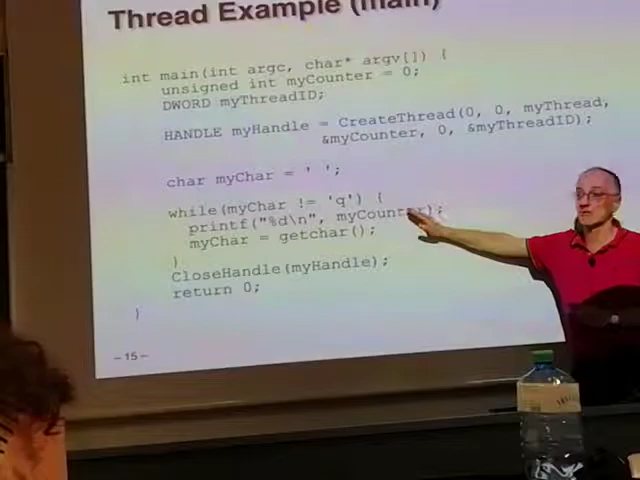 Thread Example (main)
int main(int argc, char* argv[]) {
unsigned int myCounter = 0;
DWORD myThreadID;
HANDLE myHandle = CreateThread(0, 0, myThread,
&myCounter, 0, &myThreadID);
char myChar = ' ';
while(myChar != 'q') {
printf("%d\n", myCounter);
myChar = getchar();
}
CloseHandle(myHandle);
return 0;
}
– 15 –